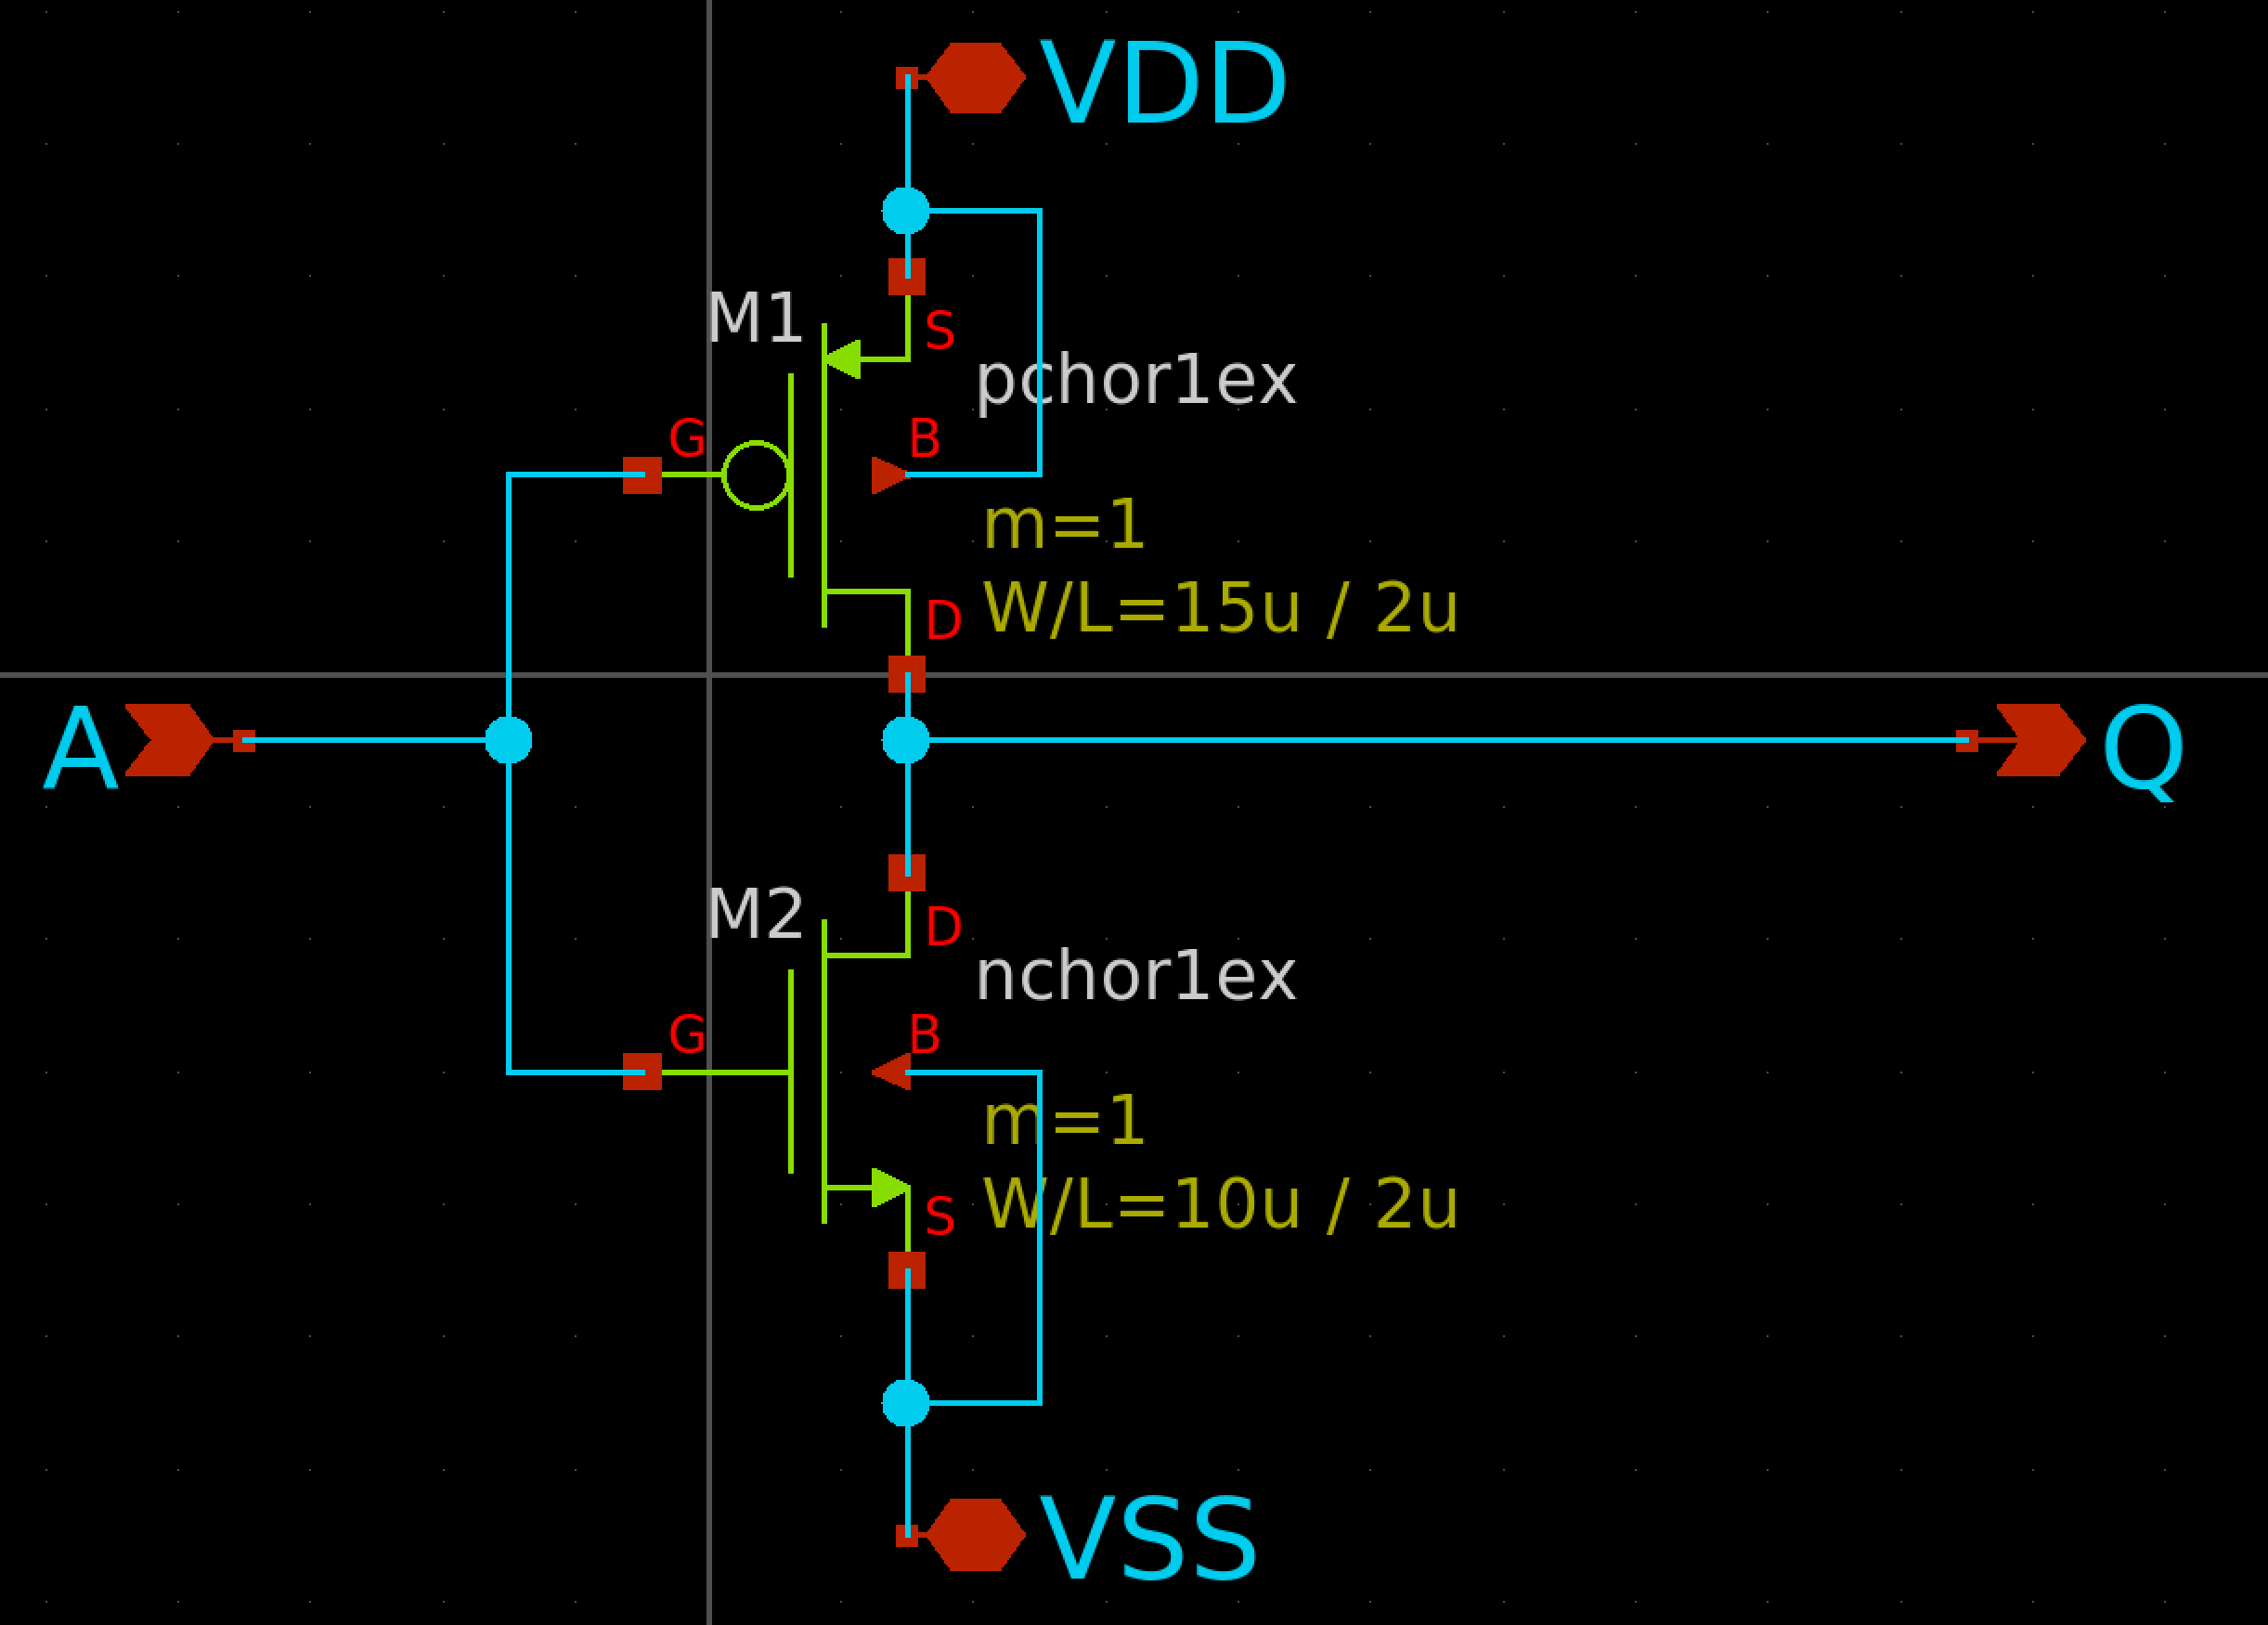 VDD
M1
S
pchor1ex
G
B
m=1
W/L=15u / 2u
D
A
Q
M2
D
nchor1ex
G
B
m=1
W/L=10u / 2u
S
VSS